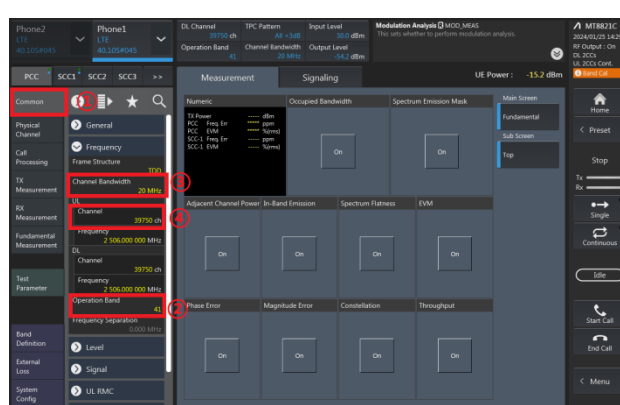 Phone2
LTE
40.105#045
Phone1
LTE
40.105#045
DL Channel
39750 ch
TPC Pattern
All +3dB
Input Level
30.0 dBm
Operation Band
41
Channel Bandwidth
20 MHz
Output Level
-54.2 dBm
Modulation Analysis MOD_MEAS
This sets whether to perform modulation analysis.
MT8821C
2024/01/25 14:29
RF Output : On
DL 2CCs
UL 2CCs Cont.
Band Cal
PCC
SCC1
SCC2
SCC3
>>
Measurement
Signaling
UE Power : -15.2 dBm
Common
①
Physical
Channel
Call
Processing
TX
Measurement
RX
Measurement
Fundamental
Measurement
Test
Parameter
Band
Definition
External
Loss
System
Config
General
Frequency
Frame Structure
TDD
Channel Bandwidth
20 MHz
③
UL
Channel
39750 ch
④
Frequency
2 506.000 000 MHz
DL
Channel
39750 ch
Frequency
2 506.000 000 MHz
Operation Band
41
②
Frequency Separation
0.000 MHz
Level
Signal
UL RMC
Numeric
TX Power ----- dBm
PCC Freq. Err ----- ppm
PCC EVM ----- %(rms)
SCC-1 Freq. Err ----- ppm
SCC-1 EVM ----- %(rms)
Occupied Bandwidth
On
Spectrum Emission Mask
On
Adjacent Channel Power
On
In-Band Emission
On
Spectrum Flatness
On
EVM
On
Phase Error
On
Magnitude Error
On
Constellation
On
Throughput
On
Main Screen
Fundamental
Sub Screen
Top
Home
< Preset
Stop
Tx
Rx
Single
Continuous
Idle
Start Call
End Call
< Menu